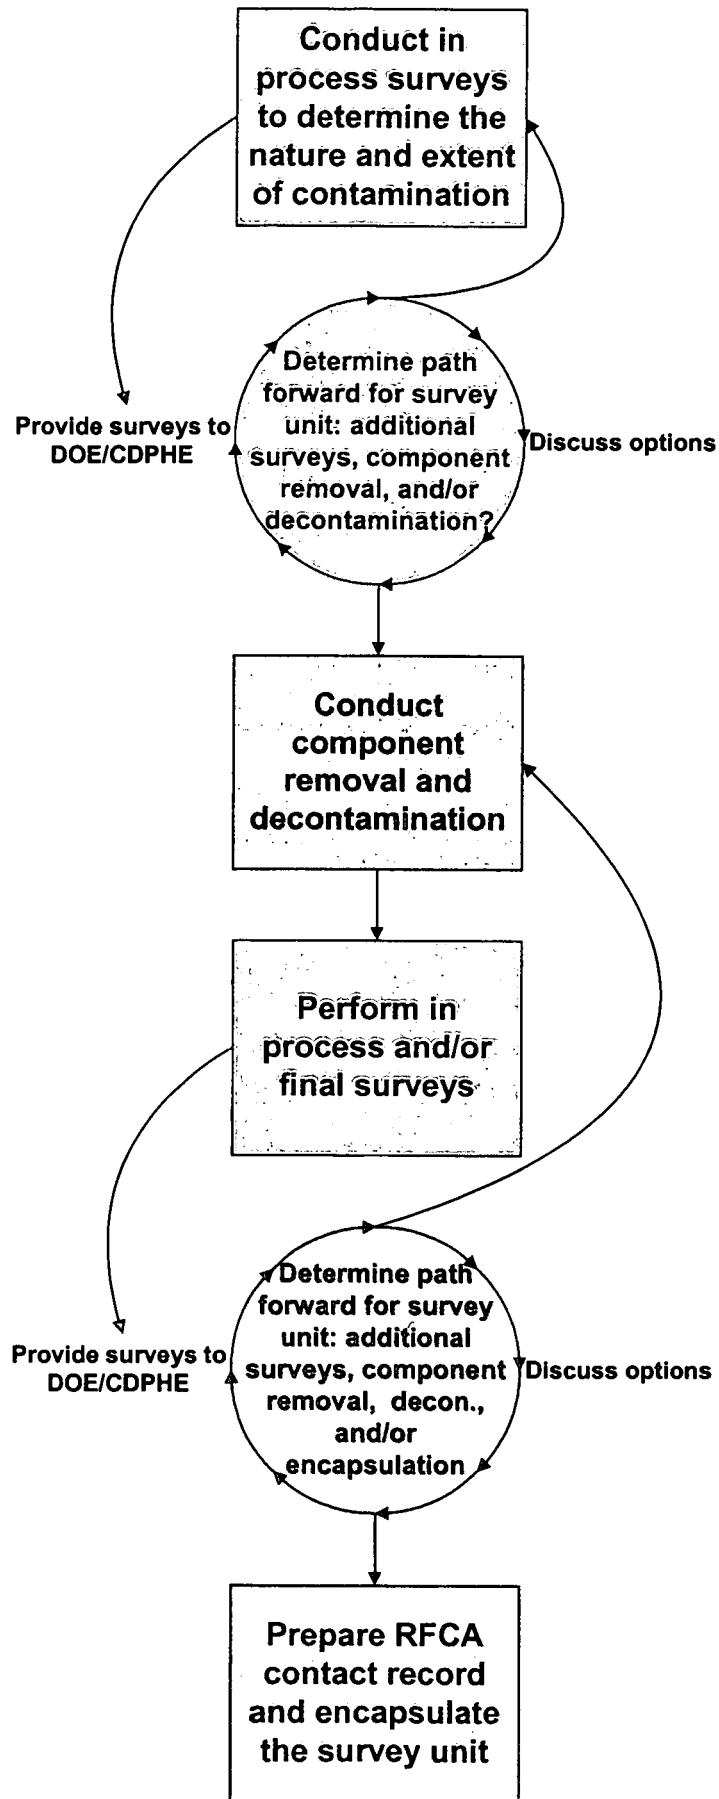 Conduct in
process surveys
to determine the
nature and extent
of contamination
Determine path
forward for survey
unit: additional
surveys, component
removal, and/or
decontamination?
Provide surveys to
DOE/CDPHE
Discuss options
Conduct
component
removal and
decontamination
Perform in
process and/or
final surveys
Determine path
forward for survey
unit: additional
surveys, component
removal, decon.,
and/or
encapsulation
Provide surveys to
DOE/CDPHE
Discuss options
Prepare RFCA
contact record
and encapsulate
the survey unit